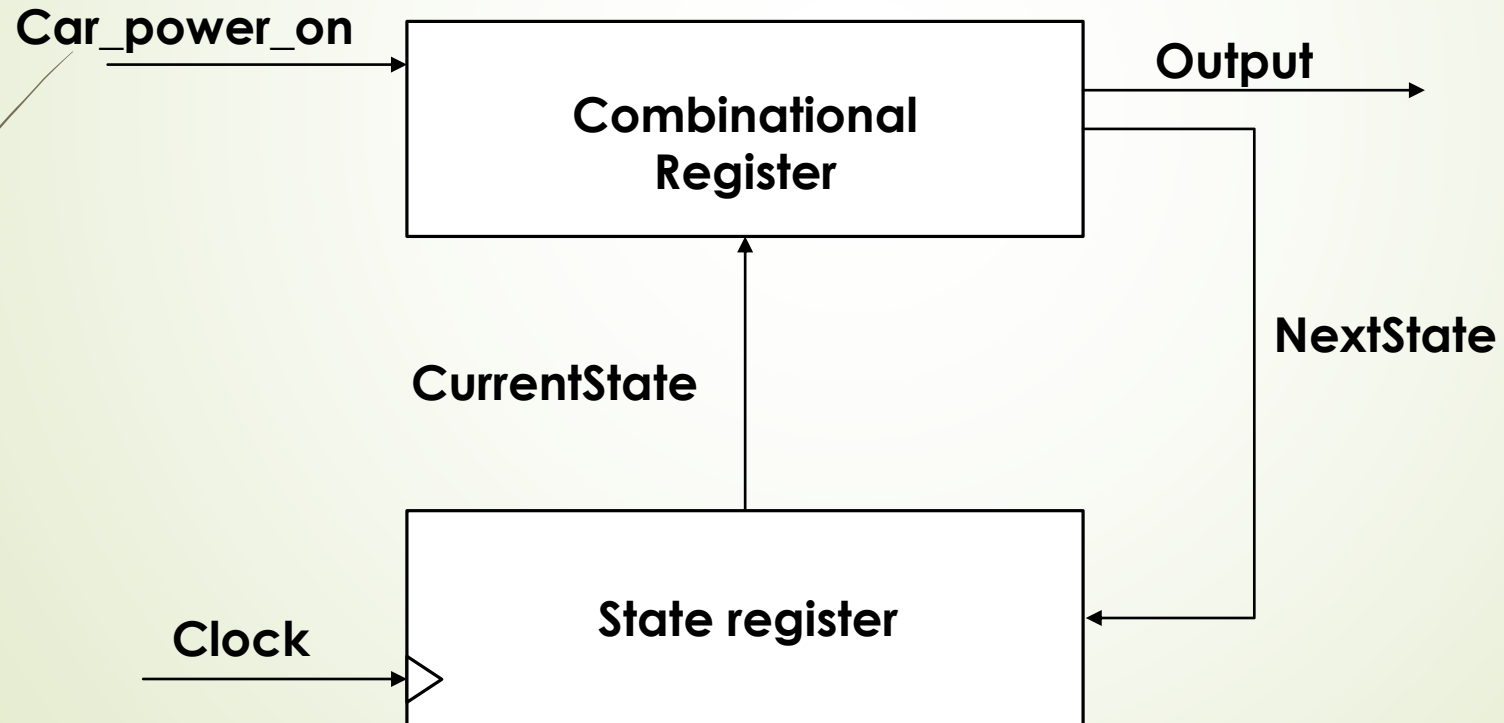 Car_power_on
Output
Combinational
Register
NextState
CurrentState
State register
Clock